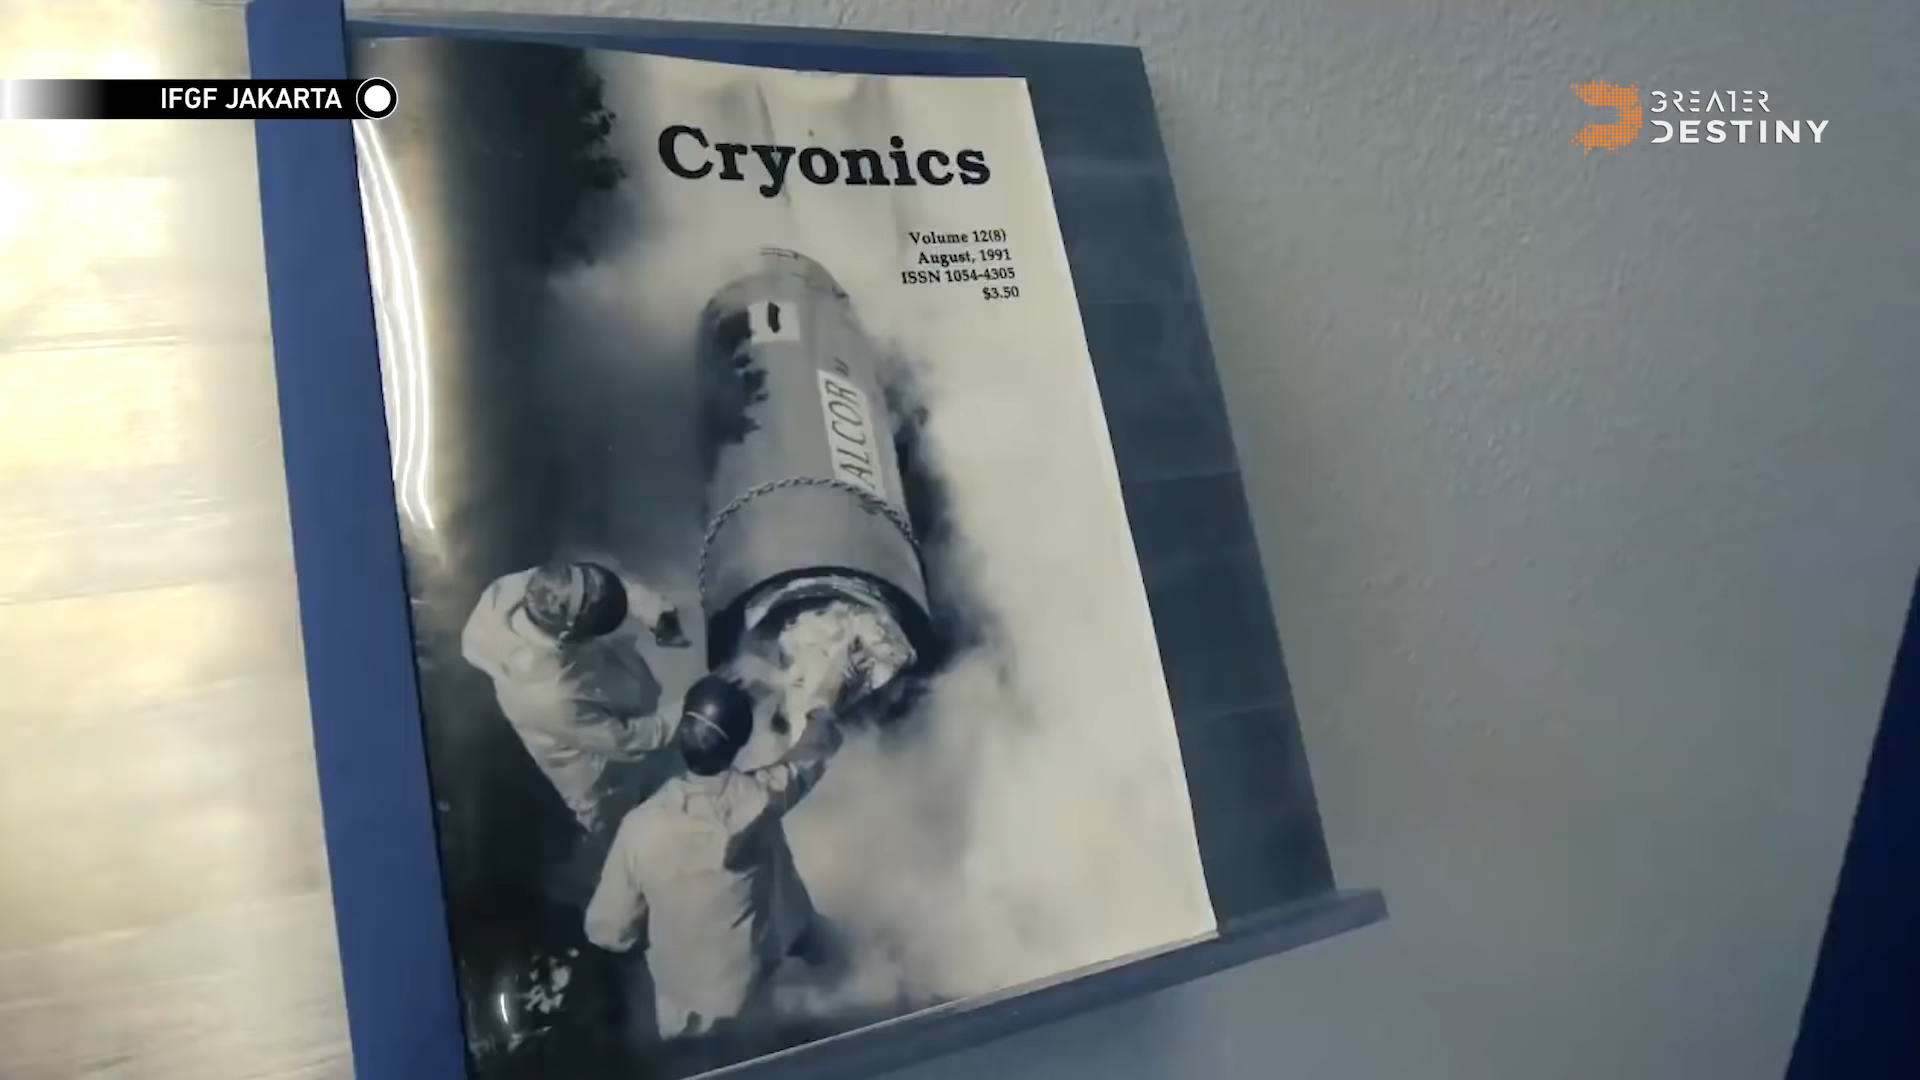 IFGF JAKARTA
GREATER
DESTINY
Cryonics
Volume 12(8)
August, 1991
ISSN 1054-4305
$3.50
ALCOR